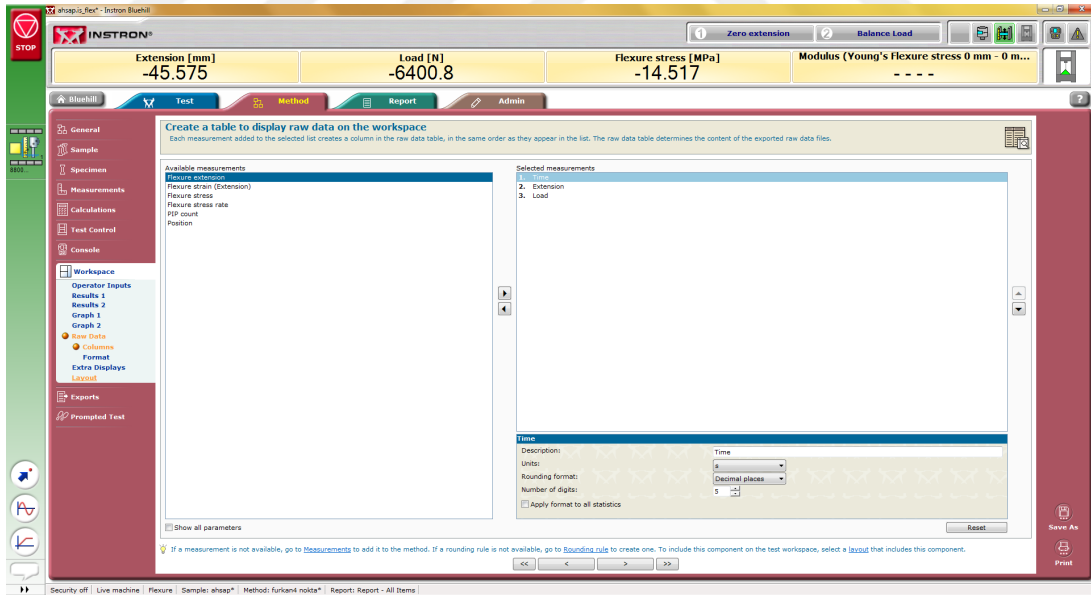 ahsap.is_flex* - Instron Bluehill
STOP
INSTRON®
1 Zero extension
2 Balance Load
Extension [mm]
-45.575
Load [N]
-6400.8
Flexure stress [MPa]
-14.517
Modulus (Young's Flexure stress 0 mm - 0 m...
- - - -
Bluehill
Test
Method
Report
Admin
?
8800...
General
Sample
Specimen
Measurements
Calculations
Test Control
Console
Workspace
Operator Inputs
Results 1
Results 2
Graph 1
Graph 2
Raw Data
Columns
Format
Extra Displays
Layout
Exports
Prompted Test
Create a table to display raw data on the workspace
Each measurement added to the selected list creates a column in the raw data table, in the same order as they appear in the list. The raw data table determines the content of the exported raw data files.
Available measurements
Flexure extension
Flexure strain (Extension)
Flexure stress
Flexure stress rate
PIP count
Position
Show all parameters
Selected measurements
1. Time
2. Extension
3. Load
Time
Description: Time
Units: s
Rounding format: Decimal places
Number of digits: 5
Apply format to all statistics
Reset
If a measurement is not available, go to Measurements to add it to the method. If a rounding rule is not available, go to Rounding rule to create one. To include this component on the test workspace, select a layout that includes this component.
<< < > >>
Save As
Print
Security off Live machine Flexure Sample: ahsap* Method: furkan4 nokta* Report: Report - All Items